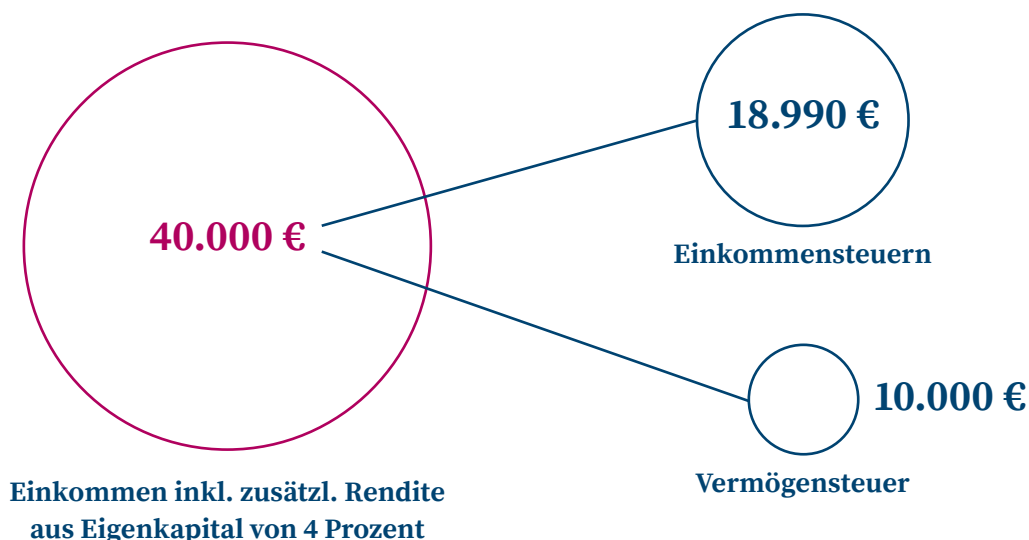 40.000 €
Einkommen inkl. zusätzl. Rendite
aus Eigenkapital von 4 Prozent
18.990 €
Einkommensteuern
10.000 €
Vermögensteuer